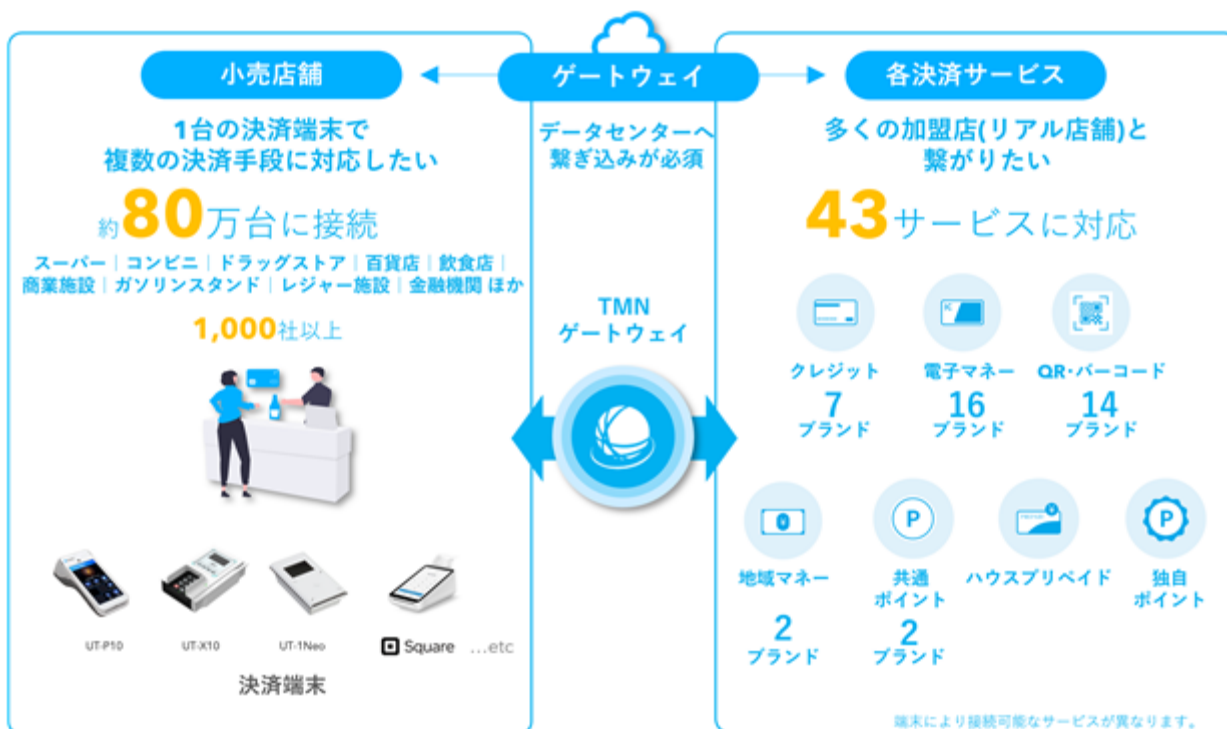 小売店舗
ゲートウェイ
各決済サービス
1台の決済端末で
複数の決済手段に対応したい
約80万台に接続
スーパー｜コンビニ｜ドラッグストア｜百貨店｜飲食店｜
商業施設｜ガソリンスタンド｜レジャー施設｜金融機関 ほか
1,000社以上
UT-P10
UT-X10
UT-1Neo
Square
...etc
決済端末
データセンターへ
繋ぎ込みが必須
TMN
ゲートウェイ
多くの加盟店(リアル店舗)と
繋がりたい
43サービスに対応
クレジット
7
ブランド
電子マネー
16
ブランド
QR・バーコード
14
ブランド
地域マネー
2
ブランド
P
共通
ポイント
2
ブランド
ハウスプリペイド
P
独自
ポイント
端末により接続可能なサービスが異なります。